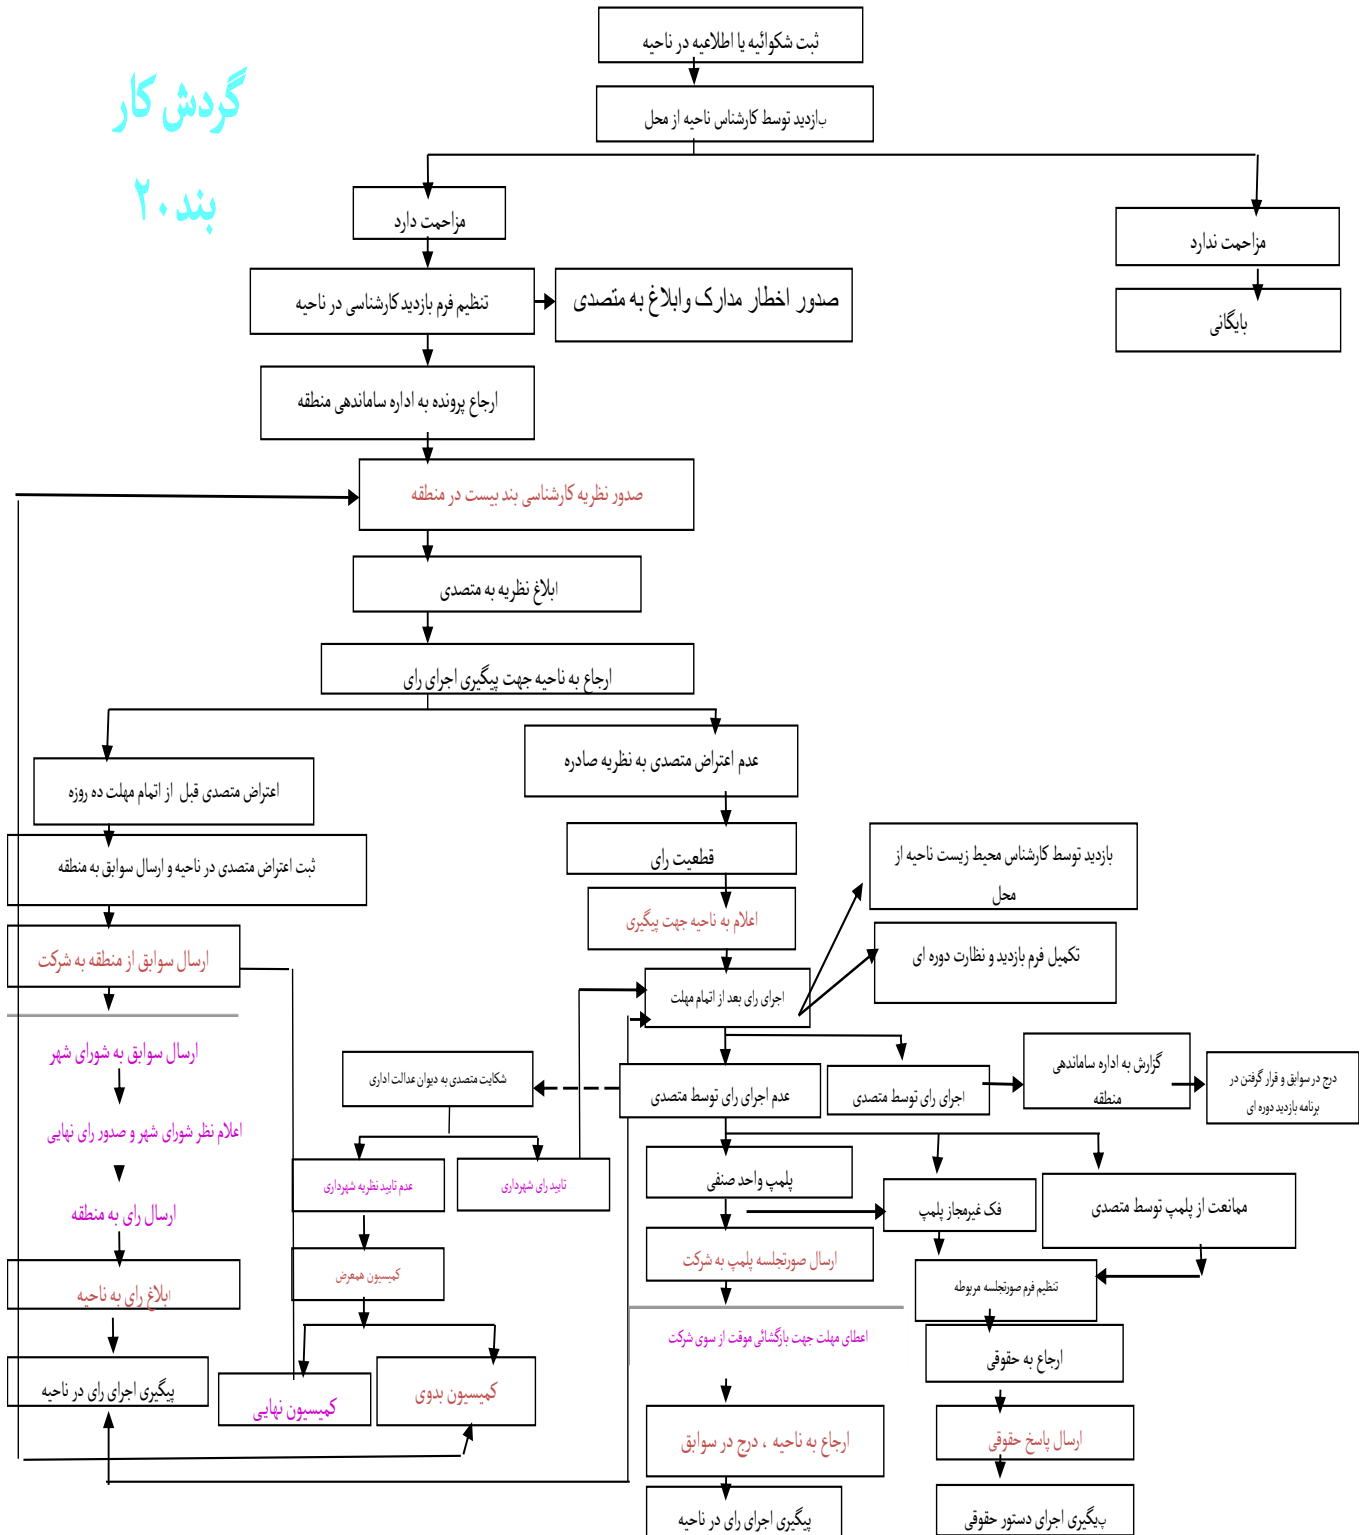 گردش کار
بند ۲۰
ثبت شکوائیه یا اطلاعیه در ناحیه
بازدید توسط کارشناس ناحیه از محل
مزاحمت دارد
مزاحمت ندارد
بایگانی
تنظیم فرم بازدید کارشناسی در ناحیه
صدور اخطار مدارک وابلاغ به متصدی
ارجاع پرونده به اداره ساماندهی منطقه
صدور نظریه کارشناسی بند بیست در منطقه
ابلاغ نظریه به متصدی
ارجاع به ناحیه جهت پیگیری اجرای رای
عدم اعتراض متصدی به نظریه صادره
اعتراض متصدی قبل از اتمام مهلت ده روزه
قطعیت رای
ثبت اعتراض متصدی در ناحیه و ارسال سوابق به منطقه
بازدید توسط کارشناس محیط زیست ناحیه از
محل
اعلام به ناحیه جهت پیگیری
تکمیل فرم بازدید و نظارت دوره ای
ارسال سوابق از منطقه به شرکت
اجرای رای بعد از اتمام مهلت
ارسال سوابق به شورای شهر
شکایت متصدی به دیوان عدالت اداری
عدم اجرای رای توسط متصدی
اجرای رای توسط متصدی
گزارش به اداره ساماندهی
منطقه
درج در سوابق و قرار گرفتن در
برنامه بازدید دوره ای
اعلام نظر شورای شهر و صدور رای نهایی
عدم تایید نظریه شهرداری
تایید رای شهرداری
پلمپ واحد صنفی
فک غیرمجاز پلمپ
ممانعت از پلمپ توسط متصدی
ارسال رای به منطقه
کمیسیون همعرض
ارسال صورتجلسه پلمپ به شرکت
تنظیم فرم صورتجلسه مربوطه
ابلاغ رای به ناحیه
اعطای مهلت جهت بازگشائی موقت از سوی شرکت
ارجاع به حقوقی
پیگیری اجرای رای در ناحیه
کمیسیون نهایی
کمیسیون بدوی
ارجاع به ناحیه ، درج در سوابق
ارسال پاسخ حقوقی
پیگیری اجرای رای در ناحیه
پیگیری اجرای دستور حقوقی